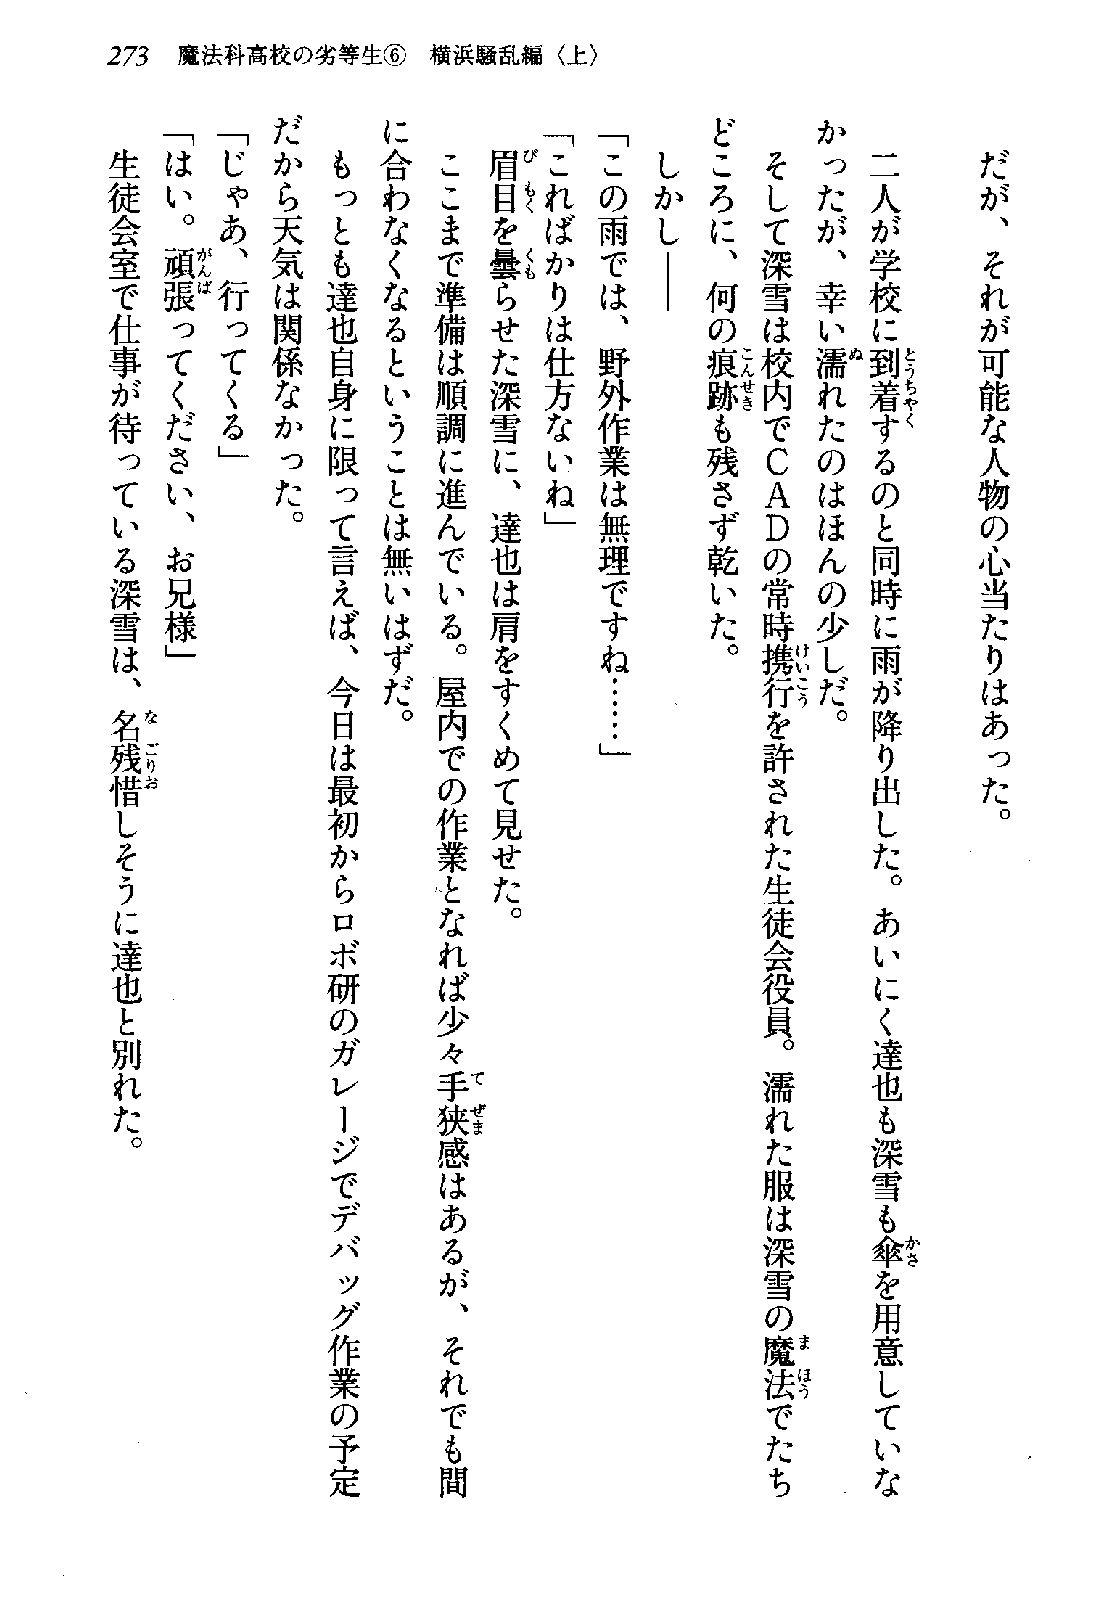 273 魔法科高校の劣等生⑥ 横浜騒乱編〈上〉
だが、それが可能な人物の心当たりはあった。
二人が学校に到着するのと同時に雨が降り出した。あいにく達也も深雪も傘を用意していな
かったが、幸い濡れたのはほんの少しだ。
そして深雪は校内でＣＡＤの常時携行を許された生徒会役員。濡れた服は深雪の魔法でたち
どころに、何の痕跡も残さず乾いた。
しかし――
「この雨では、野外作業は無理ですね……」
「こればかりは仕方ないね」
眉目を曇らせた深雪に、達也は肩をすくめて見せた。
ここまで準備は順調に進んでいる。屋内での作業となれば少々手狭感はあるが、それでも間
に合わなくなるということは無いはずだ。
もっとも達也自身に限って言えば、今日は最初からロボ研のガレージでデバッグ作業の予定
だから天気は関係なかった。
「じゃあ、行ってくる」
「はい。頑張ってください、お兄様」
生徒会室で仕事が待っている深雪は、名残惜しそうに達也と別れた。